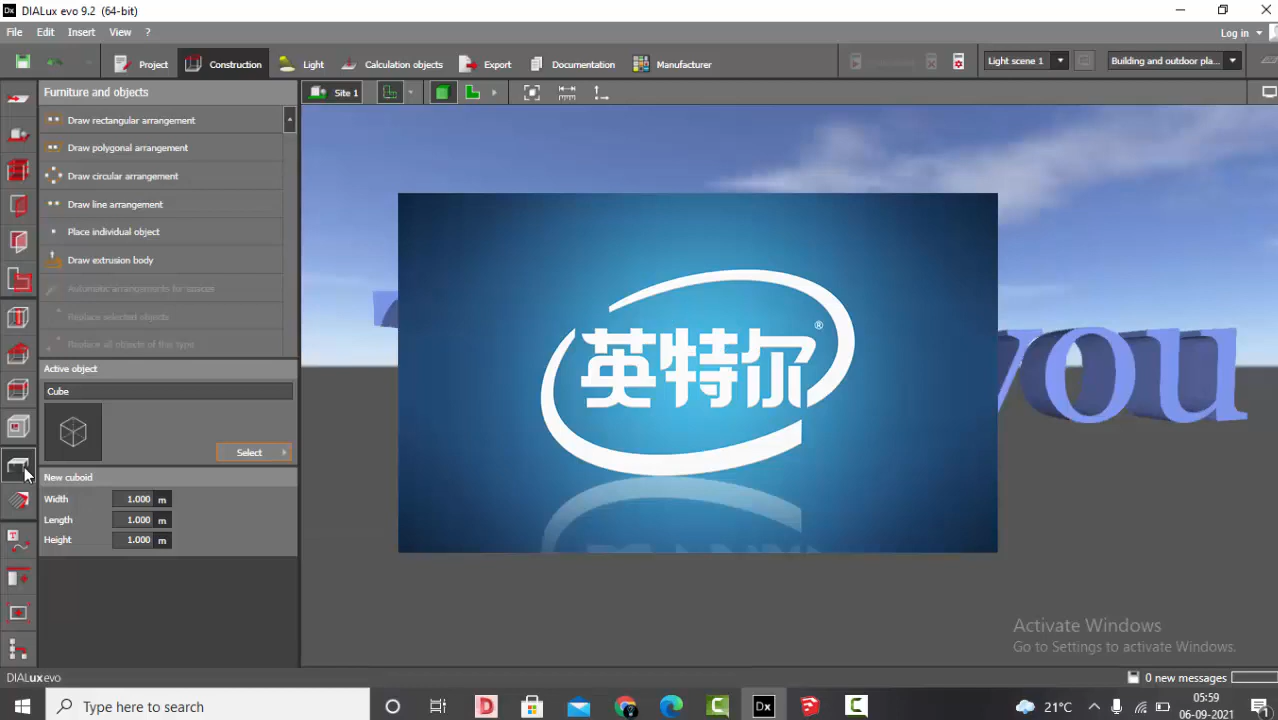 DIALux evo 9.2 (64-bit)
File Edit Insert View ?
Log in
Project Construction Light Calculation objects Export Documentation Manufacturer
Light scene 1
Building and outdoor pla...
Furniture and objects
Site 1
Draw rectangular arrangement
Draw polygonal arrangement
Draw circular arrangement
Draw line arrangement
Place individual object
Draw extrusion body
Automatic arrangements for spaces
Replace selected objects
Replace all objects of this type
Active object
Cube
Select
New cuboid
Width 1.000 m
Length 1.000 m
Height 1.000 m
英特尔®
you
Activate Windows
Go to Settings to activate Windows.
DIALux evo
0 new messages
Type here to search
21°C
05:59
06-09-2021